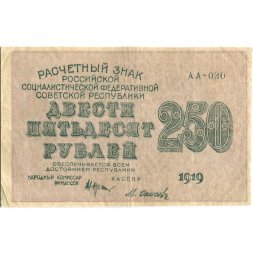 РАСЧЕТНЫЙ ЗНАК
РОССИЙСКОЙ
СОЦИАЛИСТИЧЕСКОЙ ФЕДЕРАТИВНОЙ
СОВЕТСКОЙ РЕСПУБЛИКИ
АА-030
ДВЕСТИ
ПЯТЬДЕСЯТ
РУБЛЕЙ
250
ОБЕСПЕЧИВАЕТСЯ ВСЕМ
ДОСТОЯНИЕМ РЕСПУБЛИКИ
1919
НАРОДНЫЙ КОМИССАР
ФИНАНСОВ
КАССИР